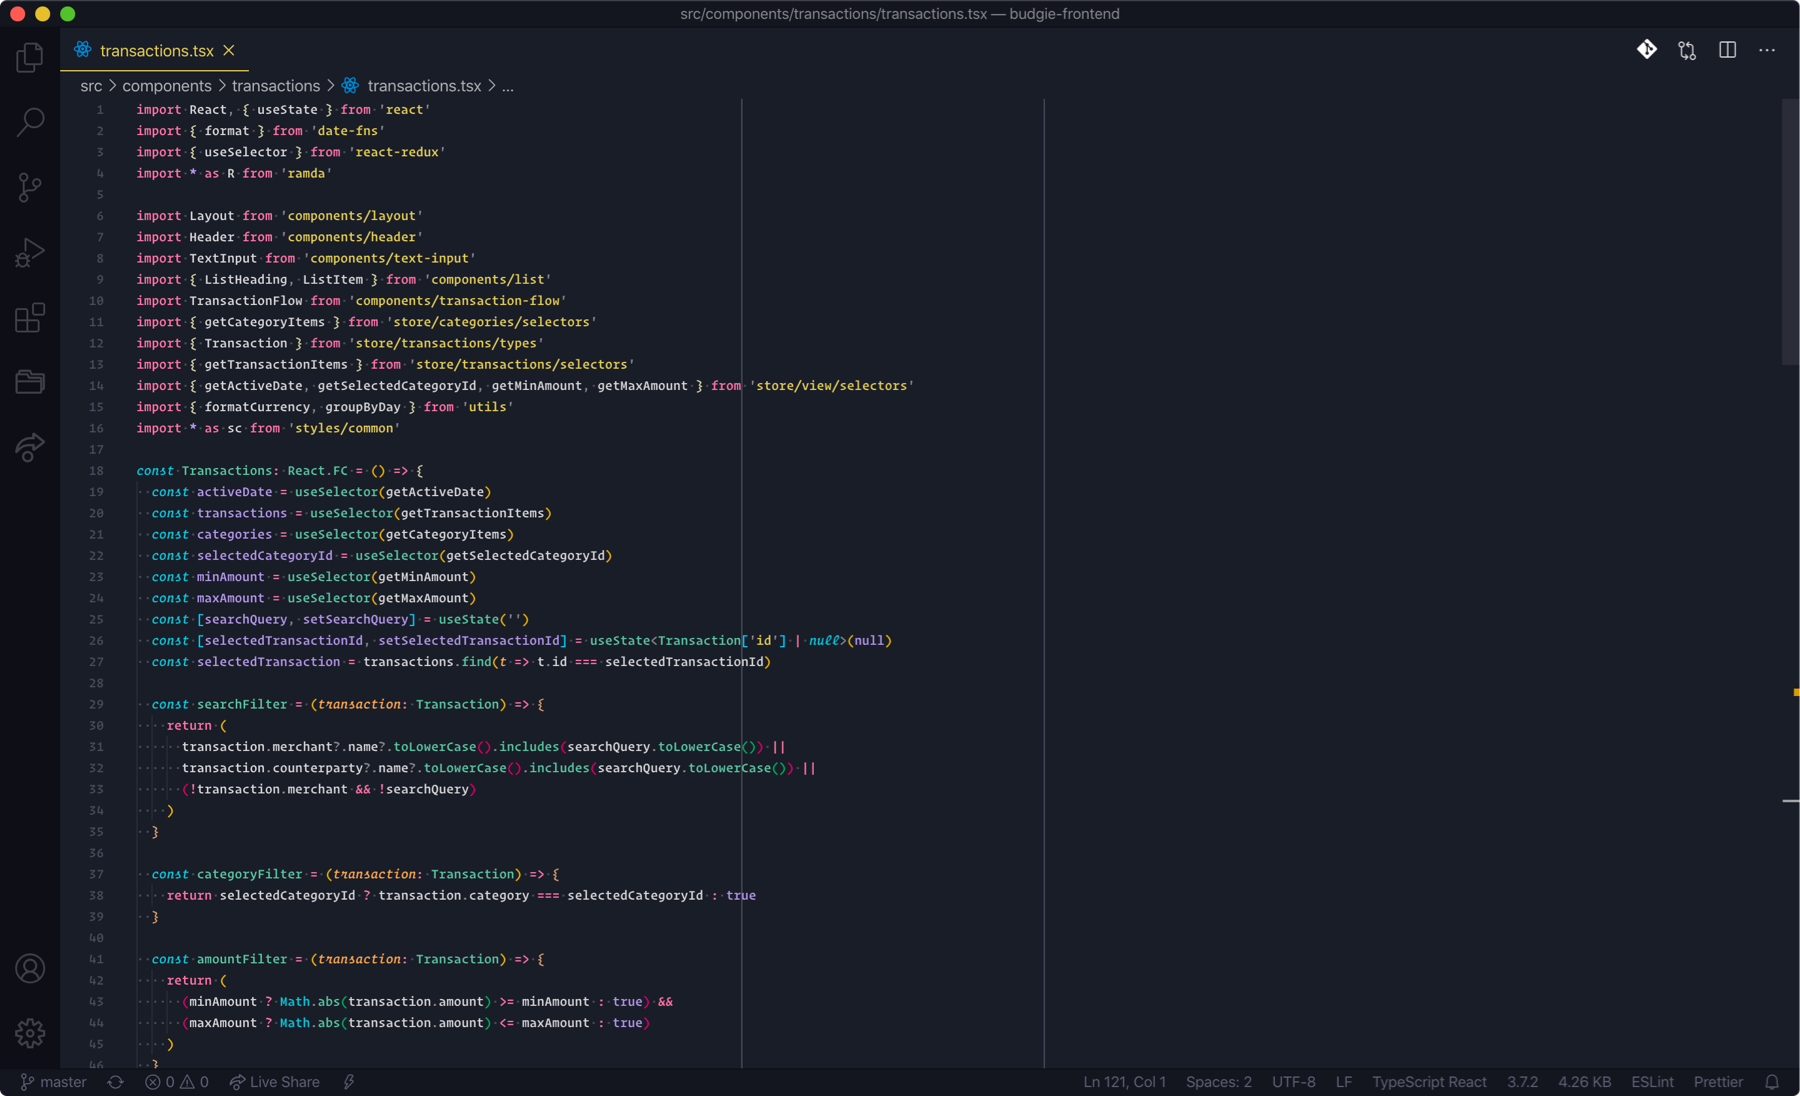 src/components/transactions/transactions.tsx — budgie-frontend
transactions.tsx
src > components > transactions > transactions.tsx > ...
1 import React, { useState } from 'react'
2 import { format } from 'date-fns'
3 import { useSelector } from 'react-redux'
4 import * as R from 'ramda'
5
6 import Layout from 'components/layout'
7 import Header from 'components/header'
8 import TextInput from 'components/text-input'
9 import { ListHeading, ListItem } from 'components/list'
10 import TransactionFlow from 'components/transaction-flow'
11 import { getCategoryItems } from 'store/categories/selectors'
12 import { Transaction } from 'store/transactions/types'
13 import { getTransactionItems } from 'store/transactions/selectors'
14 import { getActiveDate, getSelectedCategoryId, getMinAmount, getMaxAmount } from 'store/view/selectors'
15 import { formatCurrency, groupByDay } from 'utils'
16 import * as sc from 'styles/common'
17
18 const Transactions: React.FC = () => {
19   const activeDate = useSelector(getActiveDate)
20   const transactions = useSelector(getTransactionItems)
21   const categories = useSelector(getCategoryItems)
22   const selectedCategoryId = useSelector(getSelectedCategoryId)
23   const minAmount = useSelector(getMinAmount)
24   const maxAmount = useSelector(getMaxAmount)
25   const [searchQuery, setSearchQuery] = useState('')
26   const [selectedTransactionId, setSelectedTransactionId] = useState<Transaction['id'] | null>(null)
27   const selectedTransaction = transactions.find(t => t.id === selectedTransactionId)
28
29   const searchFilter = (transaction: Transaction) => {
30     return (
31       transaction.merchant?.name?.toLowerCase().includes(searchQuery.toLowerCase()) ||
32       transaction.counterparty?.name?.toLowerCase().includes(searchQuery.toLowerCase()) ||
33       (!transaction.merchant && !searchQuery)
34     )
35   }
36
37   const categoryFilter = (transaction: Transaction) => {
38     return selectedCategoryId ? transaction.category === selectedCategoryId : true
39   }
40
41   const amountFilter = (transaction: Transaction) => {
42     return (
43       (minAmount ? Math.abs(transaction.amount) >= minAmount : true) &&
44       (maxAmount ? Math.abs(transaction.amount) <= maxAmount : true)
45     )
46   }
master 0 0 Live Share Ln 121, Col 1 Spaces: 2 UTF-8 LF TypeScript React 3.7.2 4.26 KB ESLint Prettier